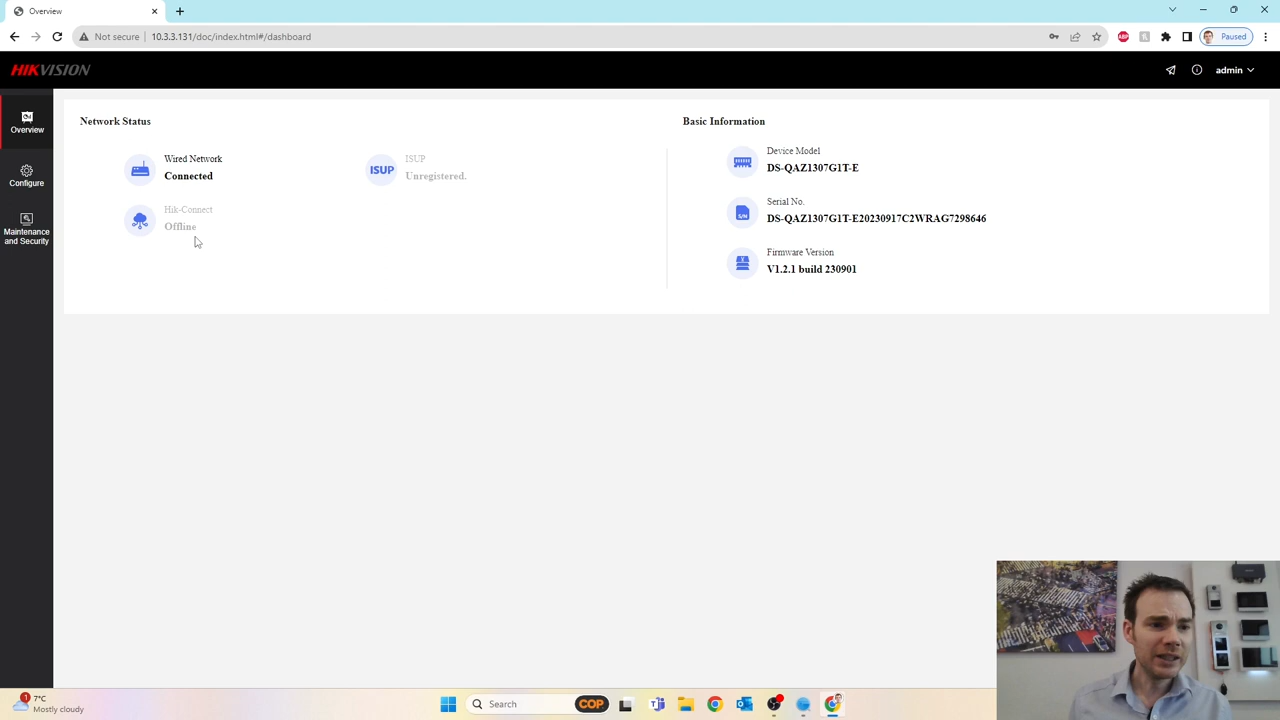 Overview
Not secure
10.3.3.131/doc/index.html#/dashboard
ABP
Paused
HIKVISION
admin
Overview
Configure
Maintenance
and Security
Network Status
Wired Network
Connected
ISUP
ISUP
Unregistered.
Hik-Connect
Offline
Basic Information
Device Model
DS-QAZ1307G1T-E
S/N
Serial No.
DS-QAZ1307G1T-E20230917C2WRAG7298646
Firmware Version
V1.2.1 build 230901
1
7°C
Mostly cloudy
Search
COP